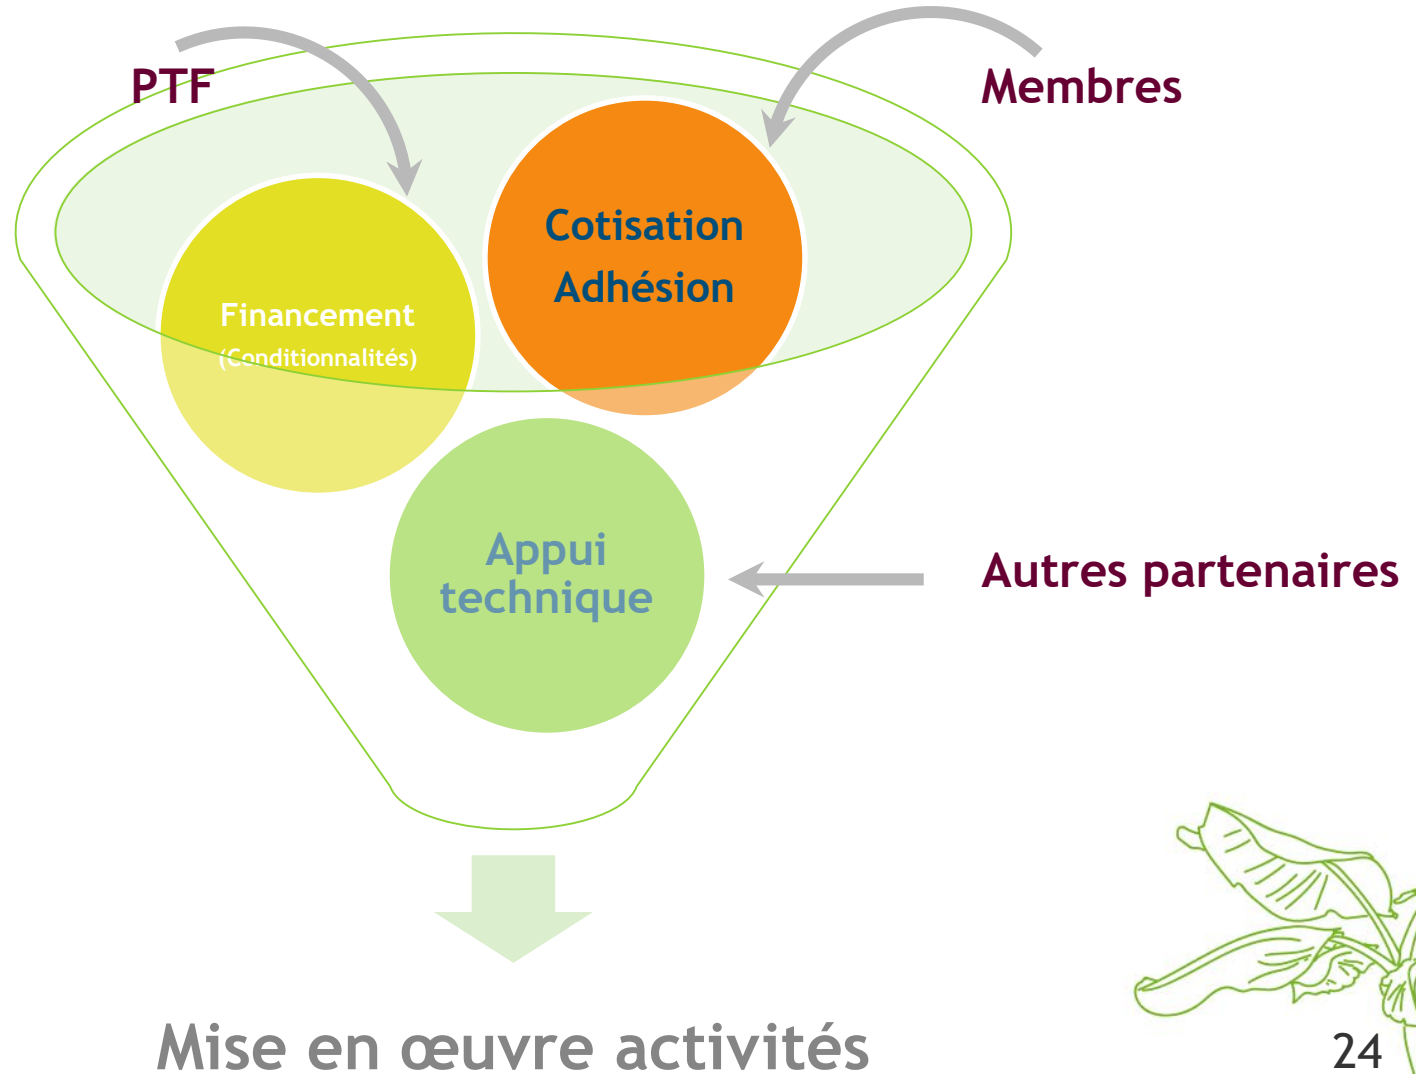 PTF
Membres
Cotisation
Adhésion
Financement
(Conditionnalités)
Appui
technique
Autres partenaires
Mise en œuvre activités
24